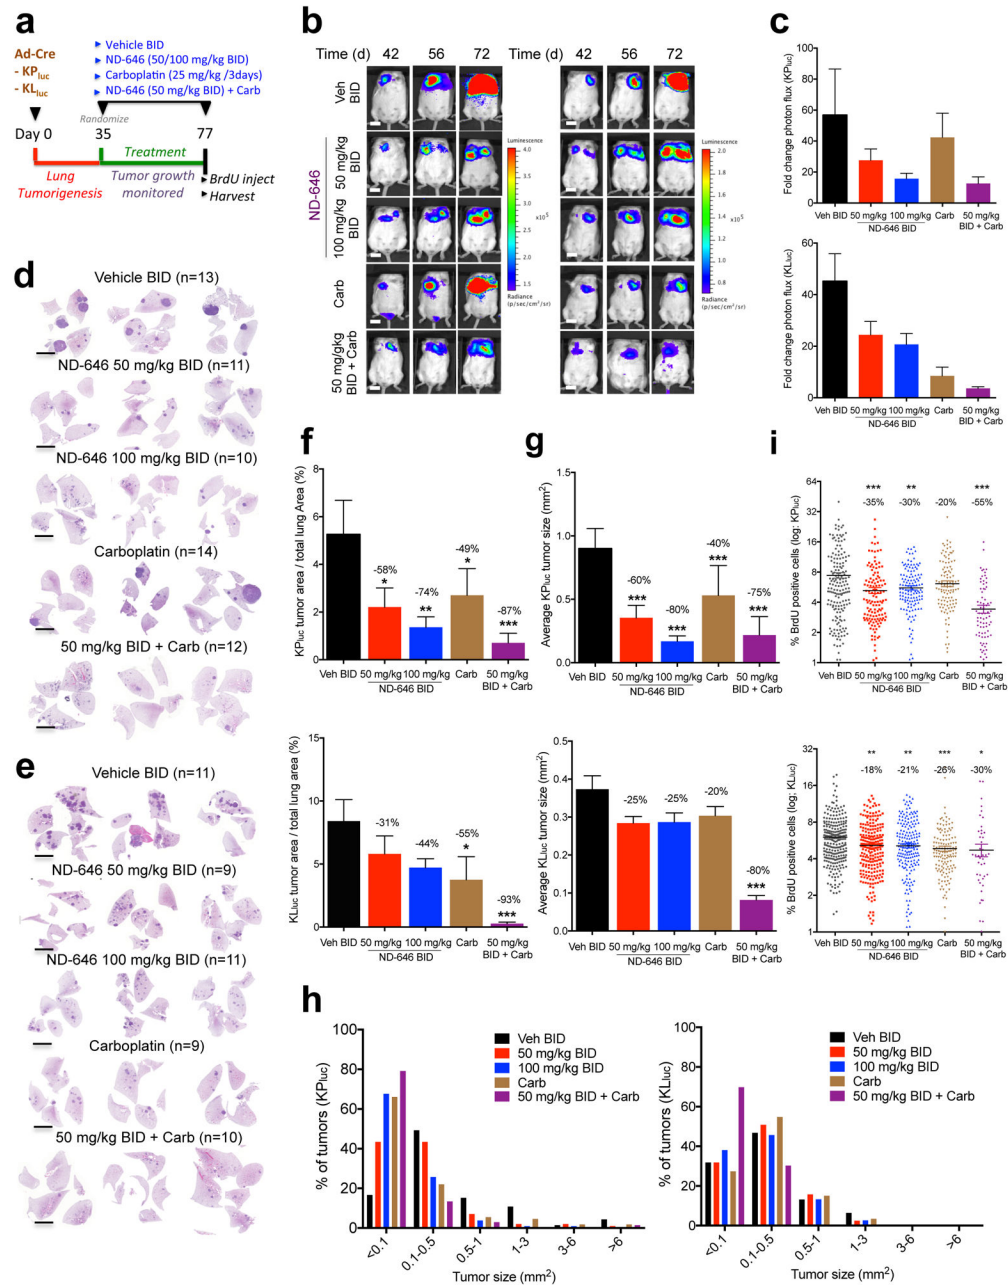 a
Ad-Cre
- KPluc
- KLluc
Vehicle BID
ND-646 (50/100 mg/kg BID)
Carboplatin (25 mg/kg /3days)
ND-646 (50 mg/kg BID) + Carb
Randomize
Day 0
35
77
Treatment
Lung
Tumorigenesis
Tumor growth
monitored
BrdU inject
Harvest
b
Time (d) 42 56 72
Time (d) 42 56 72
Veh
BID
ND-646
50 mg/kg
BID
100 mg/kg
BID
Carb
50 mg/gkg
BID + Carb
Luminescence
4.0
3.5
3.0
x10⁵
2.5
2.0
1.5
Radiance
(p/sec/cm²/sr)
Luminescence
2.0
1.8
1.6
1.4
x10⁵
1.2
1.0
0.8
Radiance
(p/sec/cm²/sr)
c
Fold change photon flux (KPluc)
100
80
60
40
20
0
Veh BID
50 mg/kg
100 mg/kg
Carb
50 mg/kg
BID + Carb
ND-646 BID
Fold change photon flux (KLluc)
60
40
20
0
Veh BID
50 mg/kg
100 mg/kg
Carb
50 mg/kg
BID + Carb
ND-646 BID
d
Vehicle BID (n=13)
ND-646 50 mg/kg BID (n=11)
ND-646 100 mg/kg BID (n=10)
Carboplatin (n=14)
50 mg/kg BID + Carb (n=12)
e
Vehicle BID (n=11)
ND-646 50 mg/kg BID (n=9)
ND-646 100 mg/kg BID (n=11)
Carboplatin (n=9)
50 mg/kg BID + Carb (n=10)
f
KPluc tumor area / total lung Area (%)
8
6
4
2
0
-58%
*
-74%
**
-49%
*
-87%
***
Veh BID
50 mg/kg
100 mg/kg
Carb
50 mg/kg
BID + Carb
ND-646 BID
KLluc tumor area / total lung area (%)
15
10
5
0
-31%
-44%
-55%
*
-93%
***
Veh BID
50 mg/kg
100 mg/kg
Carb
50 mg/kg
BID + Carb
ND-646 BID
g
Average KPluc tumor size (mm²)
1.5
1.0
0.5
0.0
-60%
***
-80%
***
-40%
***
-75%
***
Veh BID
50 mg/kg
100 mg/kg
Carb
50 mg/kg
BID + Carb
ND-646 BID
Average KLluc tumor size (mm²)
0.5
0.4
0.3
0.2
0.1
0.0
-25%
-25%
-20%
-80%
***
Veh BID
50 mg/kg
100 mg/kg
Carb
50 mg/kg
BID + Carb
ND-646 BID
i
% BrdU positive cells (log: KPluc)
64
40
16
8
4
2
1
*** ** ***
-35% -30% -20% -55%
Veh BID
50 mg/kg
100 mg/kg
Carb
50 mg/kg
BID + Carb
ND-646 BID
% BrdU positive cells (log: KLluc)
32
16
8
4
2
1
** ** *** *
-18% -21% -26% -30%
Veh BID
50 mg/kg
100 mg/kg
Carb
50 mg/kg
BID + Carb
ND-646 BID
h
% of tumors (KPluc)
100
80
60
40
20
0
Veh BID
50 mg/kg BID
100 mg/kg BID
Carb
50 mg/kg BID + Carb
<0.1
0.1-0.5
0.5-1
1-3
3-6
>6
Tumor size (mm²)
% of tumors (KLluc)
100
80
60
40
20
0
Veh BID
50 mg/kg BID
100 mg/kg BID
Carb
50 mg/kg BID + Carb
<0.1
0.1-0.5
0.5-1
1-3
3-6
>6
Tumor size (mm²)